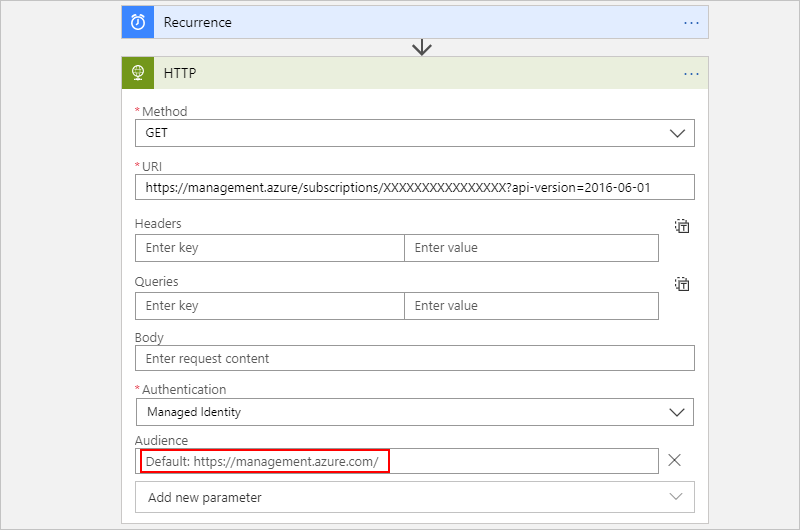 Recurrence ...
HTTP ...
* Method
GET
* URI
https://management.azure/subscriptions/XXXXXXXXXXXXXXXX?api-version=2016-06-01
Headers
Enter key Enter value
Queries
Enter key Enter value
Body
Enter request content
* Authentication
Managed Identity
Audience
Default: https://management.azure.com/
Add new parameter